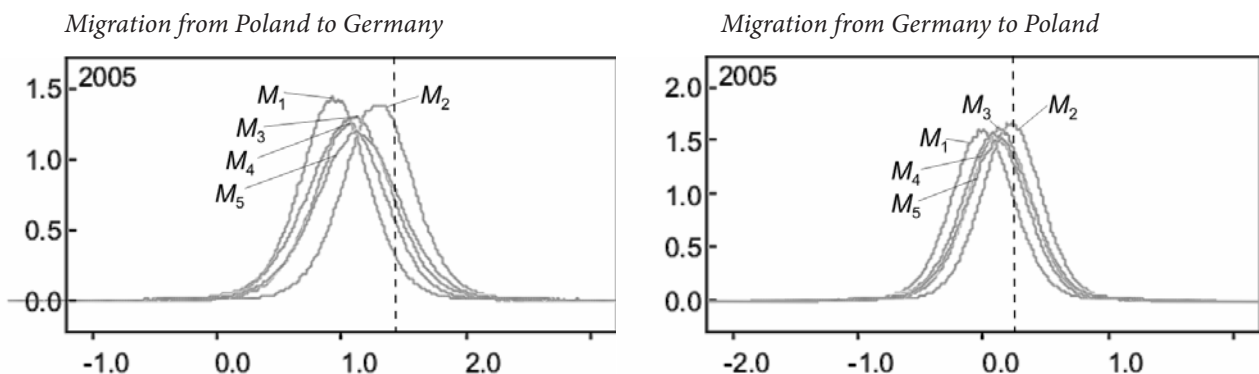 Migration from Poland to Germany
2005
1.5
1.0
0.5
0.0
M1
M2
M3
M4
M5
-1.0 0.0 1.0 2.0
Migration from Germany to Poland
2005
2.0
1.5
1.0
0.5
0.0
M3
M2
M1
M4
M5
-2.0 -1.0 0.0 1.0